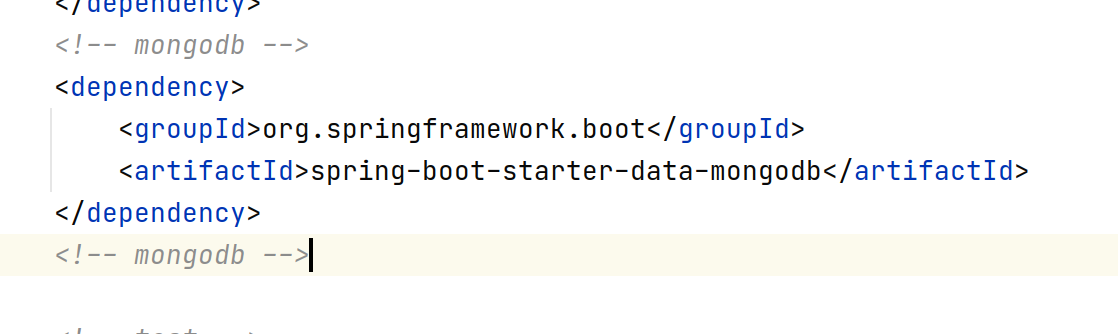 </dependency>
<!-- mongodb -->
<dependency>
    <groupId>org.springframework.boot</groupId>
    <artifactId>spring-boot-starter-data-mongodb</artifactId>
</dependency>
<!-- mongodb -->